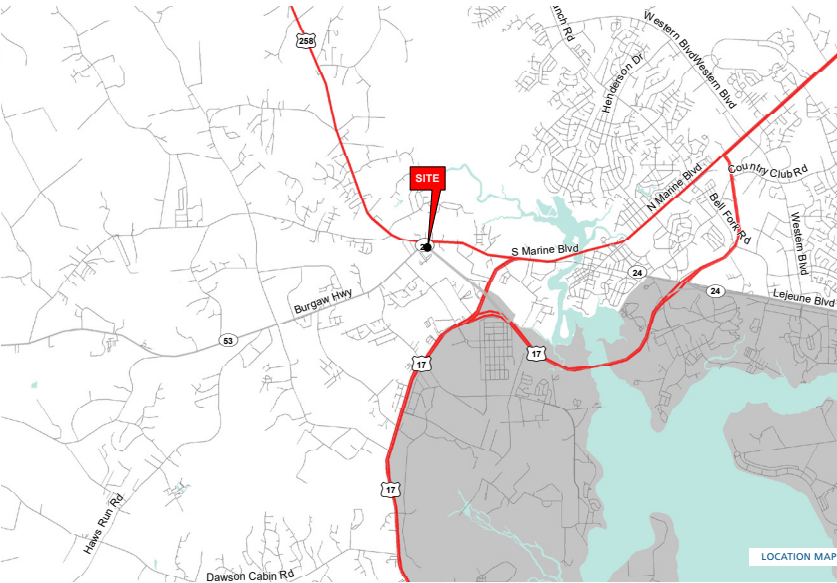 nch Rd
Western Blvd
Western Blvd
258
Henderson Dr
SITE
Country Club Rd
N Marine Blvd
Bell Fork Rd
Western Blvd
S Marine Blvd
24
24
Lejeune Blvd
Burgaw Hwy
53
17
17
17
Haws Run Rd
LOCATION MAP
Dawson Cabin Rd